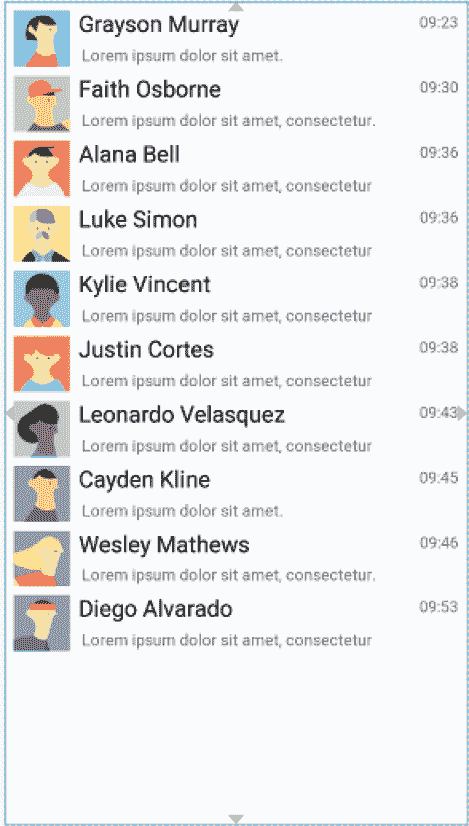 Grayson Murray 09:23
Lorem ipsum dolor sit amet.
Faith Osborne 09:30
Lorem ipsum dolor sit amet, consectetur.
Alana Bell 09:36
Lorem ipsum dolor sit amet, consectetur
Luke Simon 09:36
Lorem ipsum dolor sit amet, consectetur
Kylie Vincent 09:38
Lorem ipsum dolor sit amet, consectetur
Justin Cortes 09:38
Lorem ipsum dolor sit amet, consectetur
Leonardo Velasquez 09:43
Lorem ipsum dolor sit amet, consectetur
Cayden Kline 09:45
Lorem ipsum dolor sit amet.
Wesley Mathews 09:46
Lorem ipsum dolor sit amet, consectetur.
Diego Alvarado 09:53
Lorem ipsum dolor sit amet, consectetur